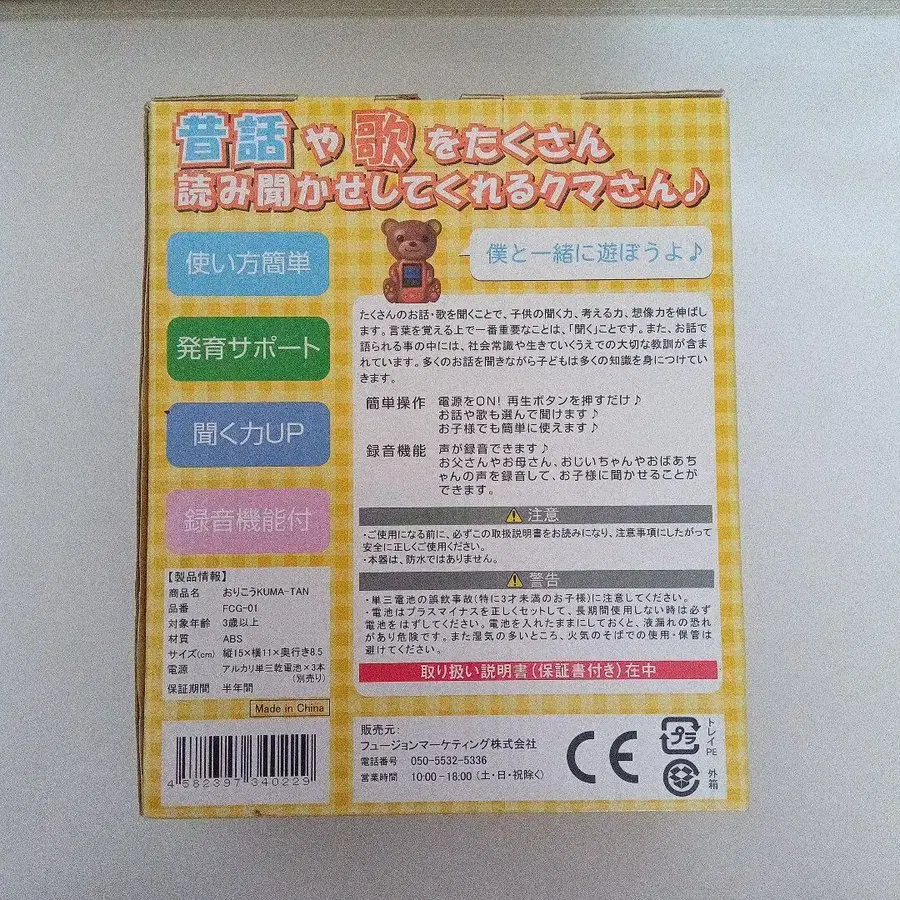 昔話や歌をたくさん
読み聞かせしてくれるクマさん♪
使い方簡単
発育サポート
聞く力UP
録音機能付
僕と一緒に遊ぼうよ♪
たくさんのお話・歌を聞くことで、子供の聞く力、考える力、想像力を伸ばし
ます。言葉を覚える上で一番重要なことは、「聞く」ことです。また、お話で
語られる事の中には、社会常識や生きていくうえでの大切な教訓が含ま
れています。多くのお話を聞きながら子どもは多くの知識を身につけてい
きます。
簡単操作 電源をON! 再生ボタンを押すだけ♪
お話や歌も選んで聞けます♪
お子様でも簡単に使えます♪
録音機能 声が録音できます♪
お父さんやお母さん、おじいちゃんやおばあち
ゃんの声を録音して、お子様に聞かせることが
できます。
⚠ 注意
・ご使用になる前に、必ずこの取扱説明書をお読みになり、注意事項にしたがって
安全に正しくご使用ください。
・本器は、防水ではありません。
⚠ 警告
・単三電池の誤飲事故(特に3才未満のお子様)に注意してください。
・電池はプラスマイナスを正しくセットして、長期間使用しない時は必ず
電池をはずしてください。電池を入れたままにしておくと、液漏れの恐れ
があり危険です。また湿気の多いところ、火気のそばでの使用・保管は
避けてください。
取り扱い説明書(保証書付き)在中
【製品情報】
商品名 おりこうKUMA-TAN
品番 FCG-01
対象年齢 3歳以上
材質 ABS
サイズ(cm) 縦15×横11×奥行き8.5
電源 アルカリ単三乾電池×3本
(別売り)
保証期間 半年間
Made in China
4 582397 340229
販売元:
フュージョンマーケティング株式会社
電話番号 050-5532-5336
営業時間 10:00-18:00 (土・日・祝除く)
CE
プラ
トレイPE
外箱